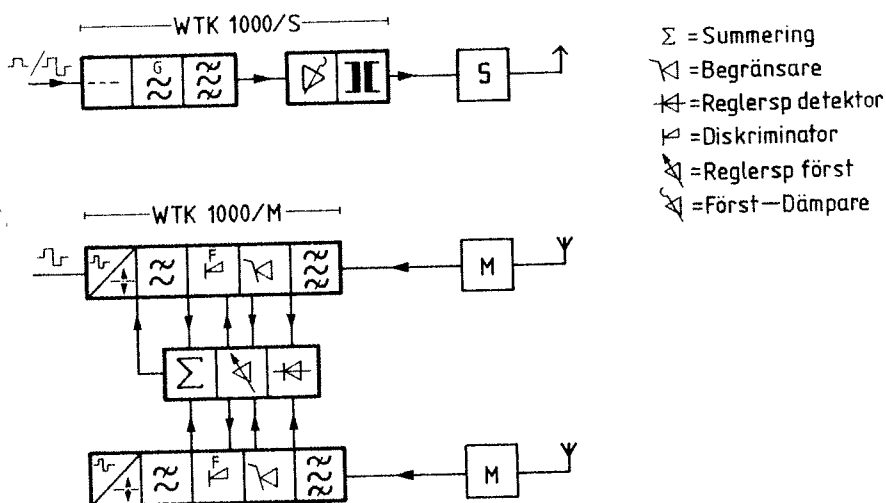 WTK 1000/S
G
S
Σ = Summering
= Begränsare
= Reglersp detektor
= Diskriminator
= Reglersp först
= Först—Dämpare
WTK 1000/M
F
M
Σ
F
M